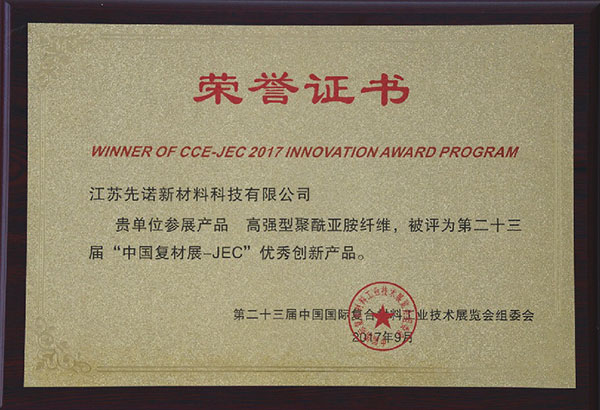 荣誉证书
WINNER OF CCE-JEC 2017 INNOVATION AWARD PROGRAM
江苏先诺新材料科技有限公司
贵单位参展产品 高强型聚酰亚胺纤维，被评为第二十三
届“中国复材展-JEC”优秀创新产品。
第二十三届中国国际复合材料工业技术展览会组委会
2017年9月